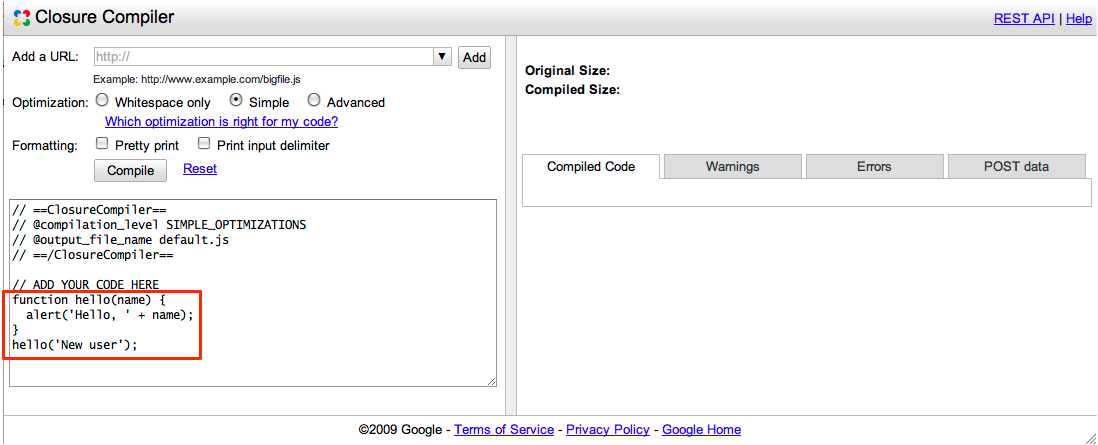 Closure Compiler
REST API | Help
Add a URL: http:// ▼ Add
Example: http://www.example.com/bigfile.js
Optimization: Whitespace only Simple Advanced
Which optimization is right for my code?
Formatting: Pretty print Print input delimiter
Compile Reset
// ==ClosureCompiler==
// @compilation_level SIMPLE_OPTIMIZATIONS
// @output_file_name default.js
// ==/ClosureCompiler==
// ADD YOUR CODE HERE
function hello(name) {
  alert('Hello, ' + name);
}
hello('New user');
Original Size:
Compiled Size:
Compiled Code Warnings Errors POST data
©2009 Google - Terms of Service - Privacy Policy - Google Home